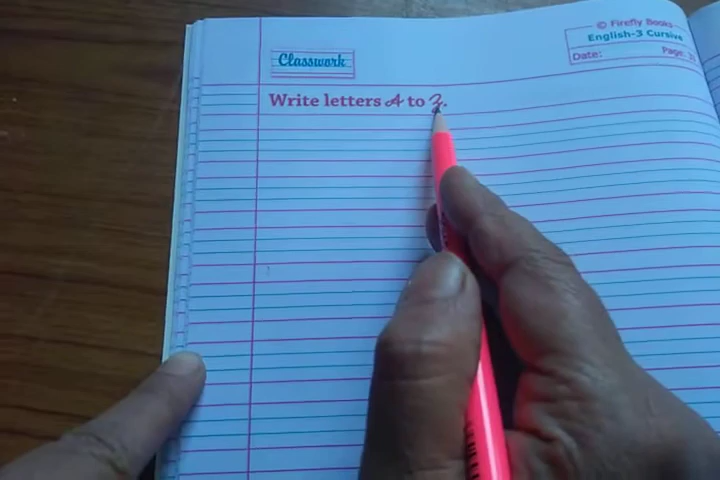 © Firefly Books
English-3 Cursive
Date: Page:
Classwork
Write letters A to Z.